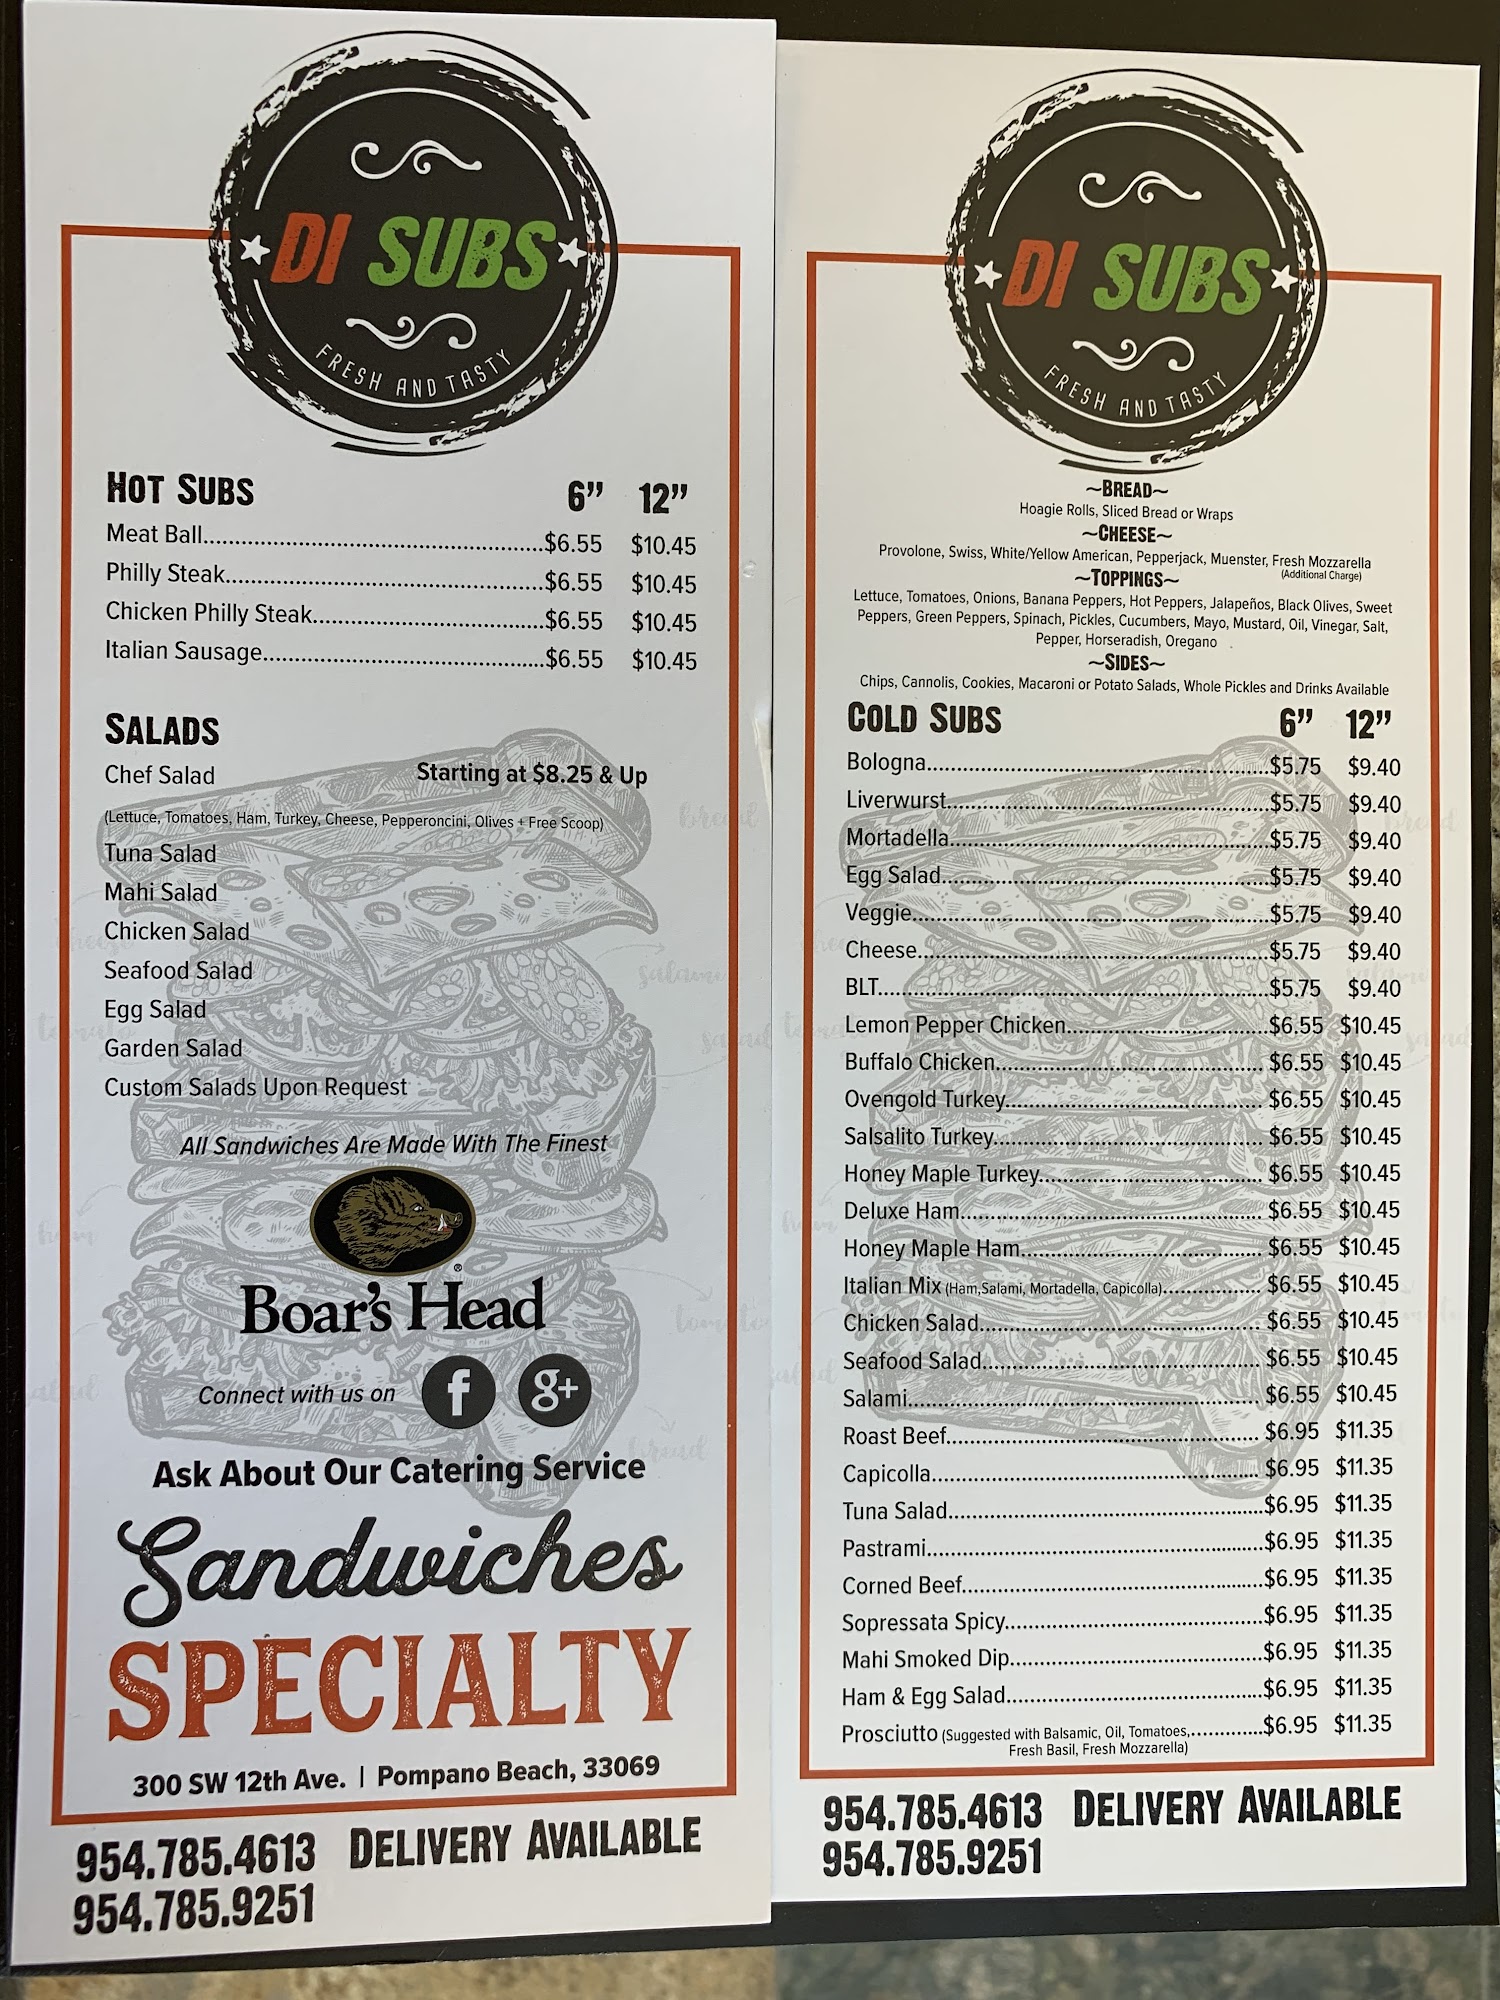 DI SUBS
FRESH AND TASTY
HOT SUBS 6” 12”
Meat Ball $6.55 $10.45
Philly Steak $6.55 $10.45
Chicken Philly Steak $6.55 $10.45
Italian Sausage $6.55 $10.45
SALADS
Chef Salad Starting at $8.25 & Up
(Lettuce, Tomatoes, Ham, Turkey, Cheese, Pepperoncini, Olives + Free Scoop)
Tuna Salad
Mahi Salad
Chicken Salad
Seafood Salad
Egg Salad
Garden Salad
Custom Salads Upon Request
All Sandwiches Are Made With The Finest
Boar's Head®
Connect with us on f g+
Ask About Our Catering Service
Sandwiches
SPECIALTY
300 SW 12th Ave. | Pompano Beach, 33069
954.785.4613 DELIVERY AVAILABLE
954.785.9251
DI SUBS
FRESH AND TASTY
~BREAD~
Hoagie Rolls, Sliced Bread or Wraps
~CHEESE~
Provolone, Swiss, White/Yellow American, Pepperjack, Muenster, Fresh Mozzarella
(Additional Charge)
~TOPPINGS~
Lettuce, Tomatoes, Onions, Banana Peppers, Hot Peppers, Jalapeños, Black Olives, Sweet
Peppers, Green Peppers, Spinach, Pickles, Cucumbers, Mayo, Mustard, Oil, Vinegar, Salt,
Pepper, Horseradish, Oregano
~SIDES~
Chips, Cannolis, Cookies, Macaroni or Potato Salads, Whole Pickles and Drinks Available
COLD SUBS 6” 12”
Bologna $5.75 $9.40
Liverwurst $5.75 $9.40
Mortadella $5.75 $9.40
Egg Salad $5.75 $9.40
Veggie $5.75 $9.40
Cheese $5.75 $9.40
BLT $5.75 $9.40
Lemon Pepper Chicken $6.55 $10.45
Buffalo Chicken $6.55 $10.45
Ovengold Turkey $6.55 $10.45
Salsalito Turkey $6.55 $10.45
Honey Maple Turkey $6.55 $10.45
Deluxe Ham $6.55 $10.45
Honey Maple Ham $6.55 $10.45
Italian Mix (Ham,Salami, Mortadella, Capicolla) $6.55 $10.45
Chicken Salad $6.55 $10.45
Seafood Salad $6.55 $10.45
Salami $6.55 $10.45
Roast Beef $6.95 $11.35
Capicolla $6.95 $11.35
Tuna Salad $6.95 $11.35
Pastrami $6.95 $11.35
Corned Beef $6.95 $11.35
Sopressata Spicy $6.95 $11.35
Mahi Smoked Dip $6.95 $11.35
Ham & Egg Salad $6.95 $11.35
Prosciutto (Suggested with Balsamic, Oil, Tomatoes, $6.95 $11.35
Fresh Basil, Fresh Mozzarella)
954.785.4613 DELIVERY AVAILABLE
954.785.9251